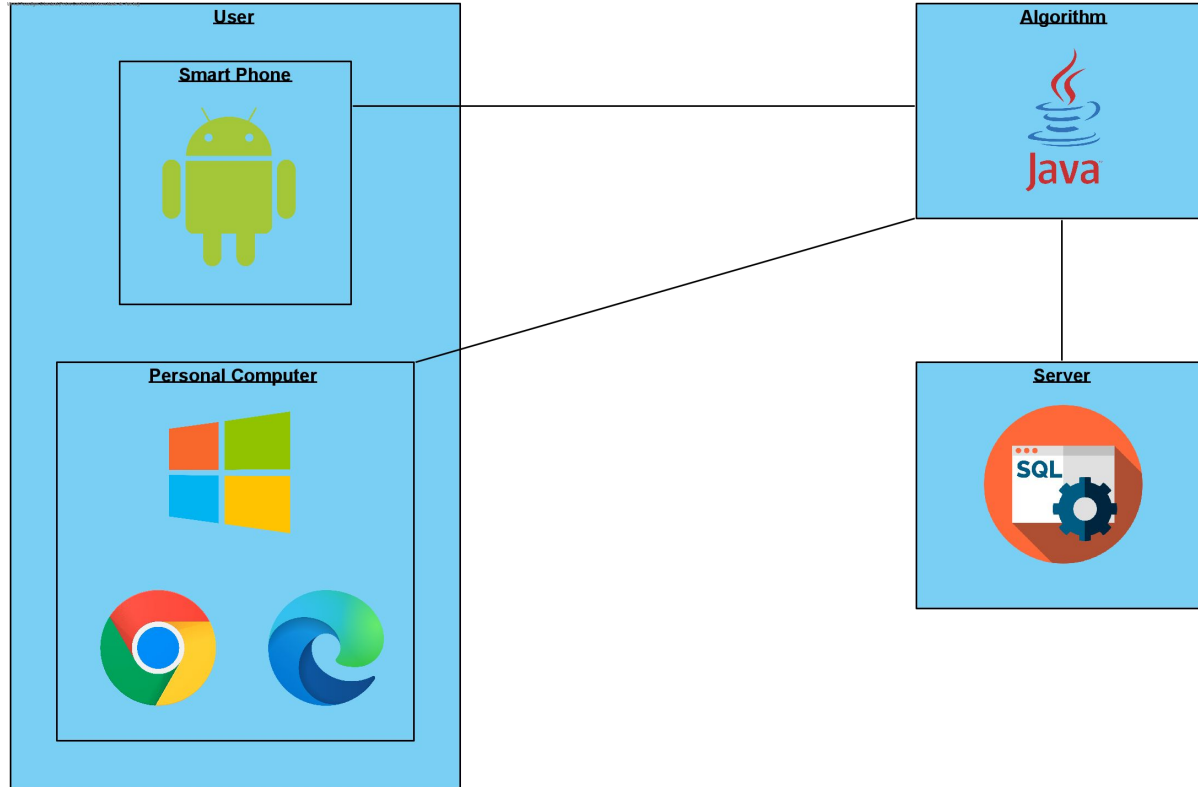 User
Algorithm
Smart Phone
Java
Personal Computer
Server
SQL